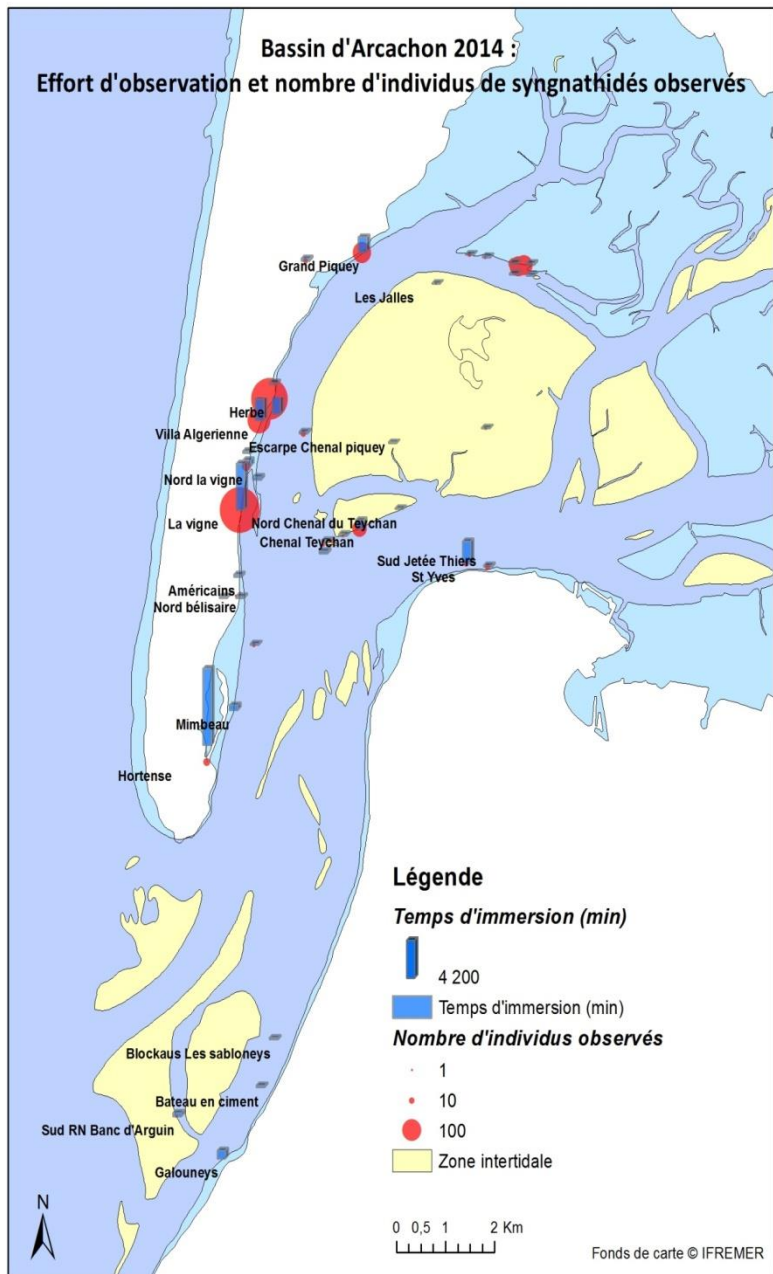 Bassin d'Arcachon 2014 :
Effort d'observation et nombre d'individus de syngnathidés observés
Grand Piquey
Les Jalles
Herbe
Villa Algerienne
Escarpe Chenal piquey
Nord la vigne
La vigne
Nord Chenal du Teychan
Chenal Teychan
Sud Jetée Thiers
St Yves
Américains
Nord bélisaire
Mimbeau
Hortense
Blockaus Les sabloneys
Bateau en ciment
Sud RN Banc d'Arguin
Galouneys
Légende
Temps d'immersion (min)
4 200
Temps d'immersion (min)
Nombre d'individus observés
1
10
100
Zone intertidale
N
0 0,5 1 2 Km
Fonds de carte © IFREMER